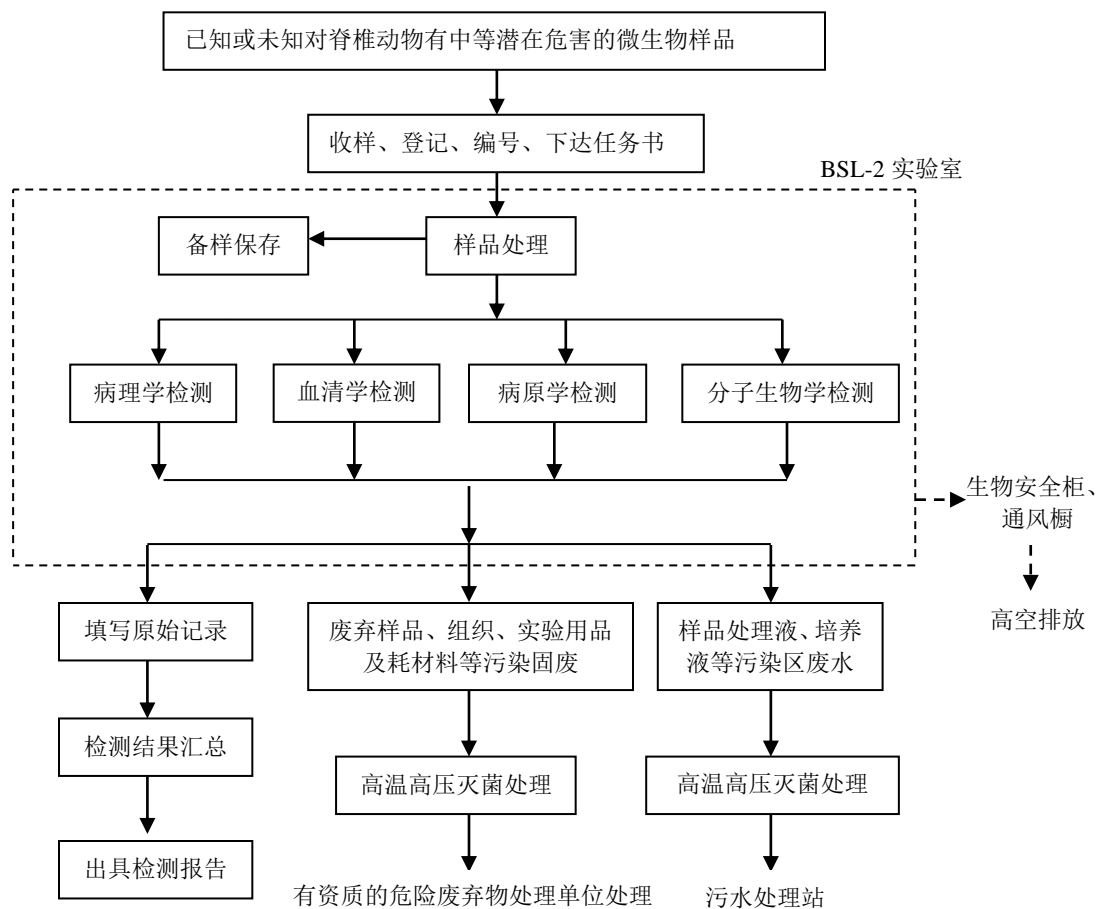 已知或未知对脊椎动物有中等潜在危害的微生物样品
收样、登记、编号、下达任务书
BSL-2 实验室
备样保存
样品处理
病理学检测
血清学检测
病原学检测
分子生物学检测
生物安全柜、
通风橱
高空排放
填写原始记录
废弃样品、组织、实验用品
及耗材料等污染固废
样品处理液、培养
液等污染区废水
检测结果汇总
高温高压灭菌处理
高温高压灭菌处理
出具检测报告
有资质的危险废弃物处理单位处理
污水处理站